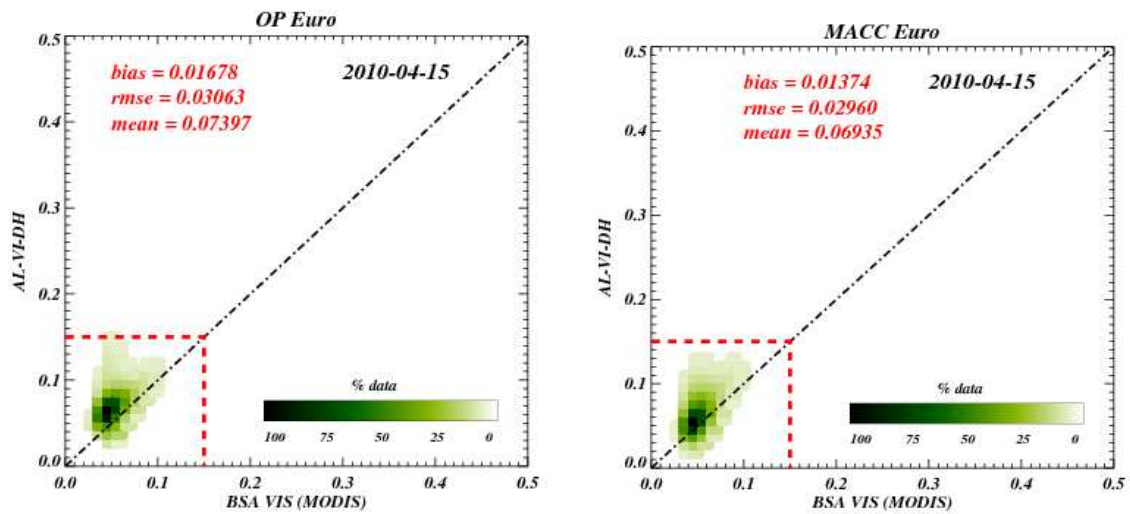 OP Euro
0.5
bias = 0.01678
2010-04-15
rmse = 0.03063
mean = 0.07397
0.4
0.3
AL-VI-DH
0.2
0.1
% data
100 75 50 25 0
0.0
0.0 0.1 0.2 0.3 0.4 0.5
BSA VIS (MODIS)
MACC Euro
0.5
bias = 0.01374
2010-04-15
rmse = 0.02960
mean = 0.06935
0.4
0.3
AL-VI-DH
0.2
0.1
% data
100 75 50 25 0
0.0
0.0 0.1 0.2 0.3 0.4 0.5
BSA VIS (MODIS)